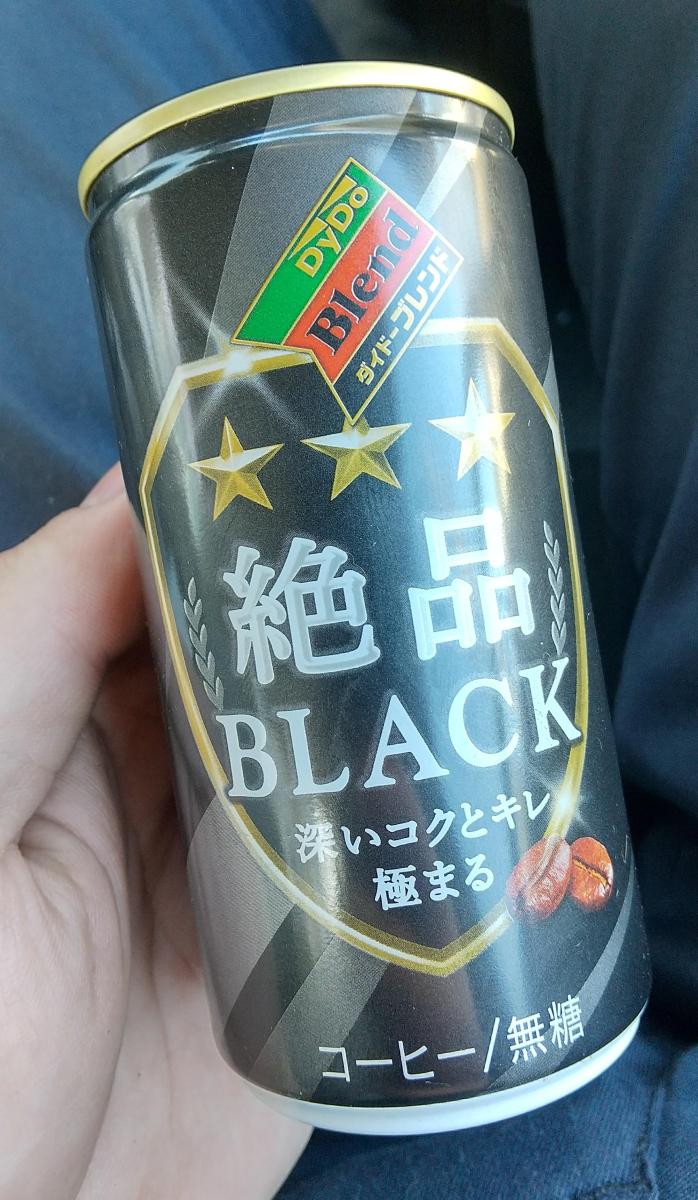 DyDo
Blend
ダイドーブレンド
絶品
BLACK
深いコクとキレ
極まる
コーヒー/無糖